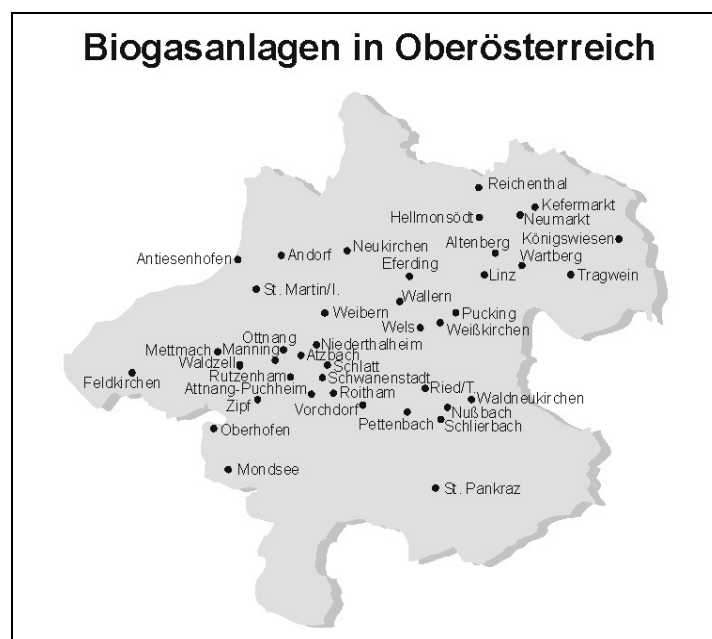 Biogasanlagen in Oberösterreich
Reichenthal
Kefermarkt
Hellmonsödt
Neumarkt
Königswiesen
Altenberg
Neukirchen
Andorf
Antiesenhofen
Wartberg
Eferding
Linz
Tragwein
St. Martin/I.
Wallern
Weibern
Pucking
Weißkirchen
Wels
Ottnang
Niederthalheim
Mettmach
Manning
Atzbach
Waldzell
Schlatt
Feldkirchen
Rutzenham
Schwanenstadt
Attnang-Puchheim
Roitham
Ried/T.
Waldneukirchen
Zipf
Vorchdorf
Nußbach
Pettenbach
Schlierbach
Oberhofen
Mondsee
St. Pankraz